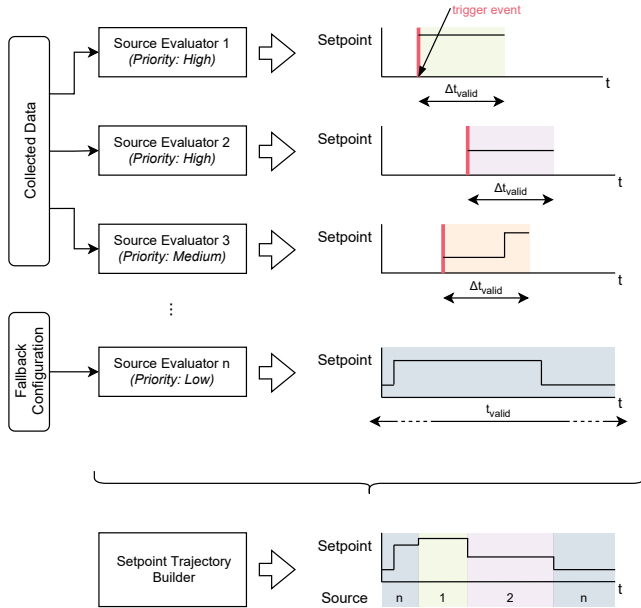 trigger event
Collected Data
Source Evaluator 1
(Priority: High)
Setpoint
t
Δt_valid
Source Evaluator 2
(Priority: High)
Setpoint
t
Δt_valid
Source Evaluator 3
(Priority: Medium)
Setpoint
t
Δt_valid
...
Fallback
Configuration
Source Evaluator n
(Priority: Low)
Setpoint
t
t_valid
Setpoint Trajectory
Builder
Setpoint
t
Source n 1 2 n